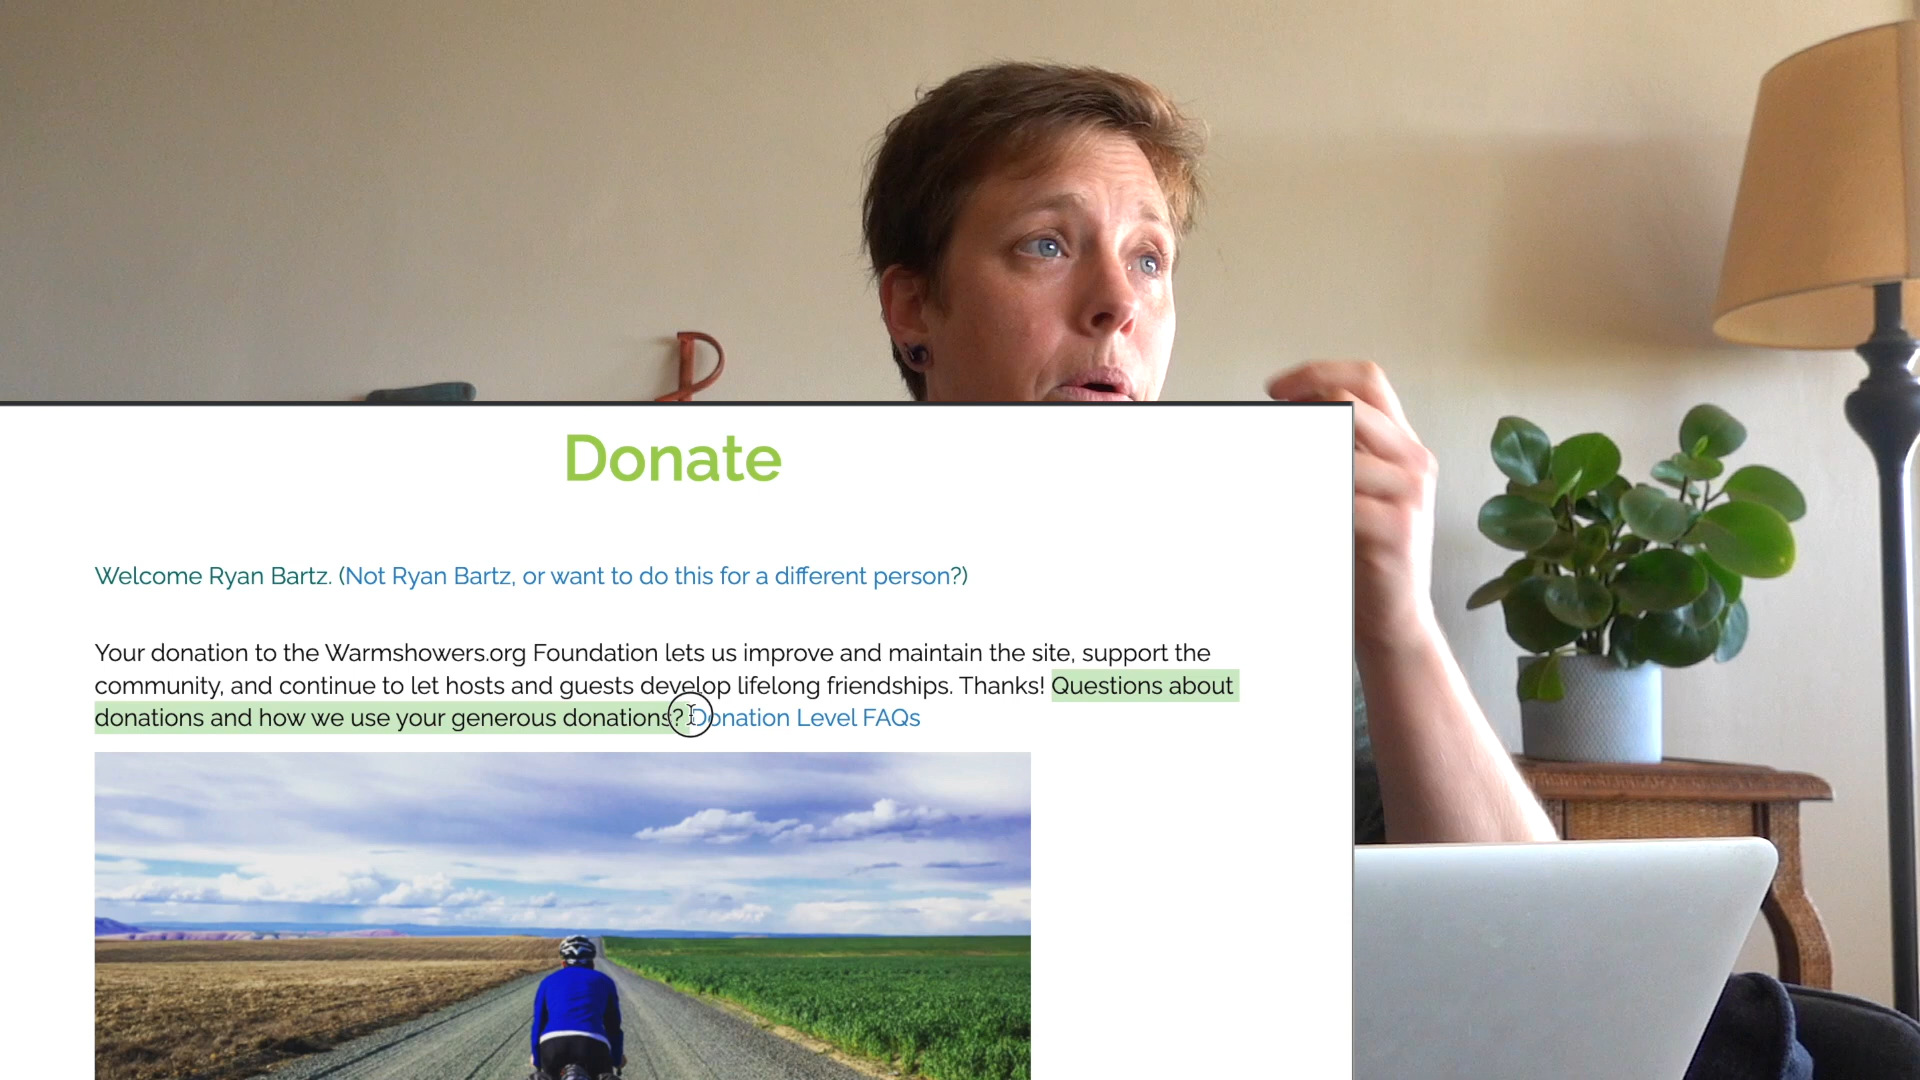 Donate
Welcome Ryan Bartz. (Not Ryan Bartz, or want to do this for a different person?)
Your donation to the Warmshowers.org Foundation lets us improve and maintain the site, support the
community, and continue to let hosts and guests develop lifelong friendships. Thanks! Questions about
donations and how we use your generous donations? Donation Level FAQs